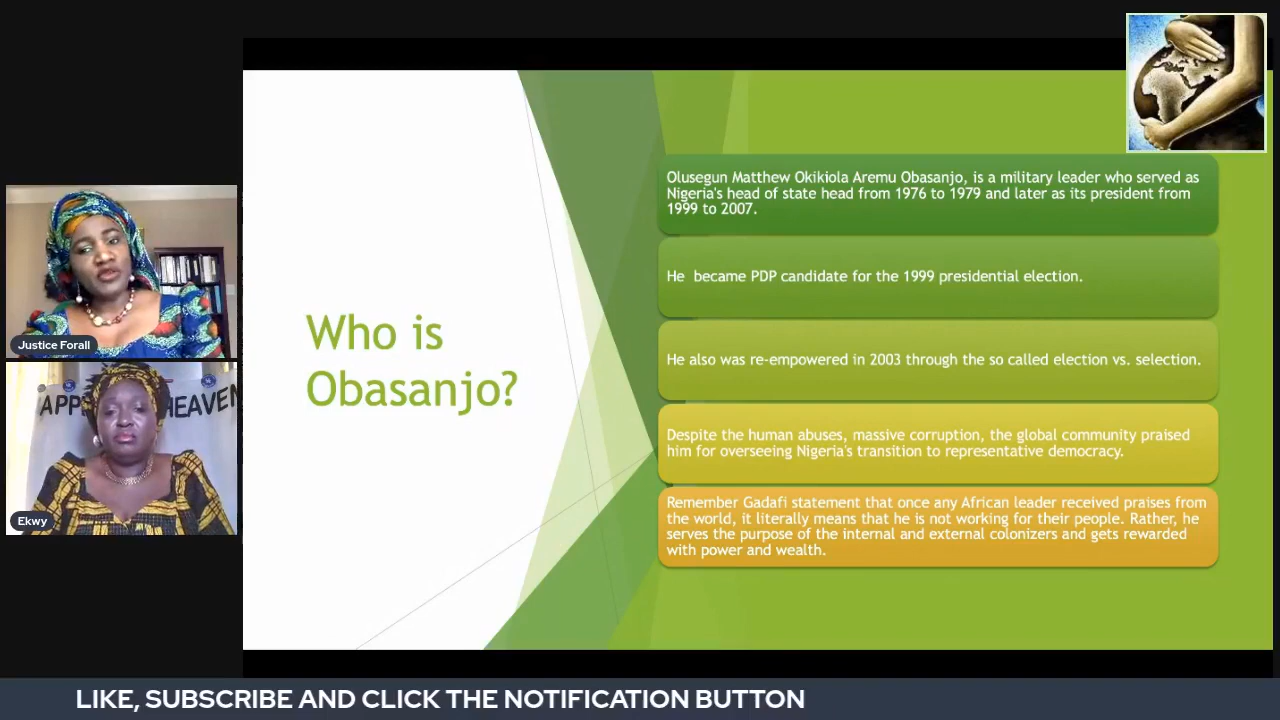 Justice Forall
APP HEAVEN
Ekwy
Who is
Obasanjo?
Olusegun Matthew Okikiola Aremu Obasanjo, is a military leader who served as
Nigeria's head of state head from 1976 to 1979 and later as its president from
1999 to 2007.
He  became PDP candidate for the 1999 presidential election.
He also was re-empowered in 2003 through the so called election vs. selection.
Despite the human abuses, massive corruption, the global community praised
him for overseeing Nigeria's transition to representative democracy.
Remember Gadafi statement that once any African leader received praises from
the world, it literally means that he is not working for their people. Rather, he
serves the purpose of the internal and external colonizers and gets rewarded
with power and wealth.
LIKE, SUBSCRIBE AND CLICK THE NOTIFICATION BUTTON